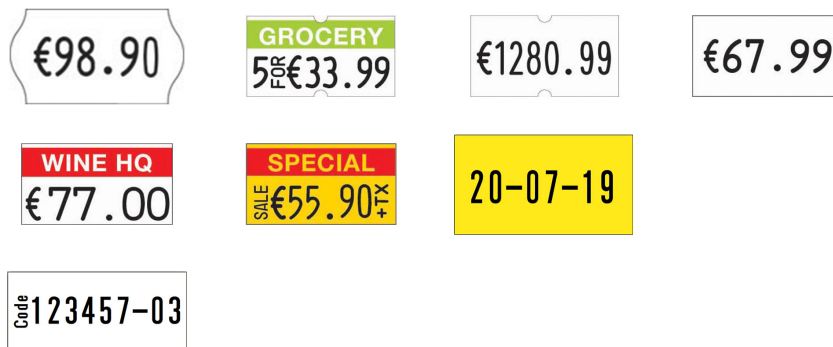 €98.90
GROCERY
5 FOR €33.99
€1280.99
€67.99
WINE HQ
€77.00
SPECIAL
SALE €55.90 +TX
20-07-19
Code 123457-03